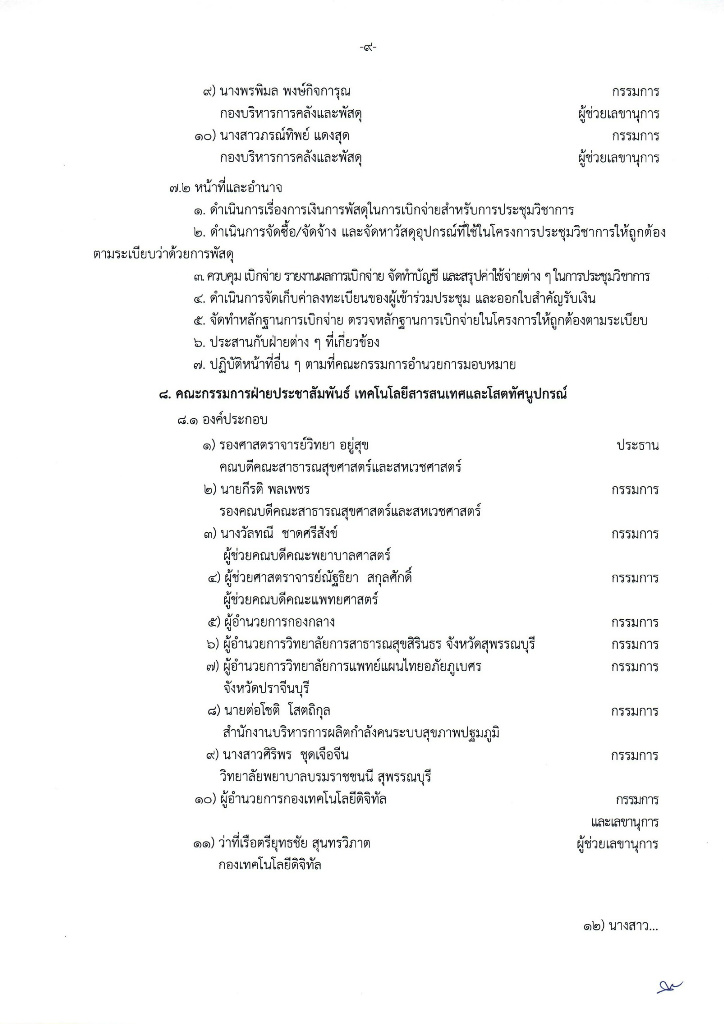 -๙-
๙) นางพรพิมล พงษ์กิจการุณ กรรมการ
กองบริหารการคลังและพัสดุ ผู้ช่วยเลขานุการ
๑๐) นางสาวภรณ์ทิพย์ แดงสุด กรรมการ
กองบริหารการคลังและพัสดุ ผู้ช่วยเลขานุการ
๗.๒ หน้าที่และอำนาจ
๑. ดำเนินการเรื่องการเงินการพัสดุในการเบิกจ่ายสำหรับการประชุมวิชาการ
๒. ดำเนินการจัดซื้อ/จัดจ้าง และจัดหาวัสดุอุปกรณ์ที่ใช้ในโครงการประชุมวิชาการให้ถูกต้อง
ตามระเบียบว่าด้วยการพัสดุ
๓. ควบคุม เบิกจ่าย รายงานผลการเบิกจ่าย จัดทำบัญชี และสรุปค่าใช้จ่ายต่าง ๆ ในการประชุมวิชาการ
๔. ดำเนินการจัดเก็บค่าลงทะเบียนของผู้เข้าร่วมประชุม และออกใบสำคัญรับเงิน
๕. จัดทำหลักฐานการเบิกจ่าย ตรวจหลักฐานการเบิกจ่ายในโครงการให้ถูกต้องตามระเบียบ
๖. ประสานกับฝ่ายต่าง ๆ ที่เกี่ยวข้อง
๗. ปฏิบัติหน้าที่อื่น ๆ ตามที่คณะกรรมการอำนวยการมอบหมาย
๘. คณะกรรมการฝ่ายประชาสัมพันธ์ เทคโนโลยีสารสนเทศและโสตทัศนูปกรณ์
๘.๑ องค์ประกอบ
๑) รองศาสตราจารย์วิทยา อยู่สุข ประธาน
คณบดีคณะสาธารณสุขศาสตร์และสหเวชศาสตร์
๒) นายกีรติ พลเพชร กรรมการ
รองคณบดีคณะสาธารณสุขศาสตร์และสหเวชศาสตร์
๓) นางวัลทณี ชาดศรีสังข์ กรรมการ
ผู้ช่วยคณบดีคณะพยาบาลศาสตร์
๔) ผู้ช่วยศาสตราจารย์ณัฐธิยา สกุลศักดิ์ กรรมการ
ผู้ช่วยคณบดีคณะแพทยศาสตร์
๕) ผู้อำนวยการกองกลาง กรรมการ
๖) ผู้อำนวยการวิทยาลัยการสาธารณสุขสิรินธร จังหวัดสุพรรณบุรี กรรมการ
๗) ผู้อำนวยการวิทยาลัยการแพทย์แผนไทยอภัยภูเบศร กรรมการ
จังหวัดปราจีนบุรี
๘) นายต่อโชติ โสตถิกุล กรรมการ
สำนักงานบริหารการผลิตกำลังคนระบบสุขภาพปฐมภูมิ
๙) นางสาวศิริพร ชุดเจือจีน กรรมการ
วิทยาลัยพยาบาลบรมราชชนนี สุพรรณบุรี
๑๐) ผู้อำนวยการกองเทคโนโลยีดิจิทัล กรรมการ
และเลขานุการ
๑๑) ว่าที่เรือตรียุทธชัย สุนทรวิภาต ผู้ช่วยเลขานุการ
กองเทคโนโลยีดิจิทัล
๑๒) นางสาว...